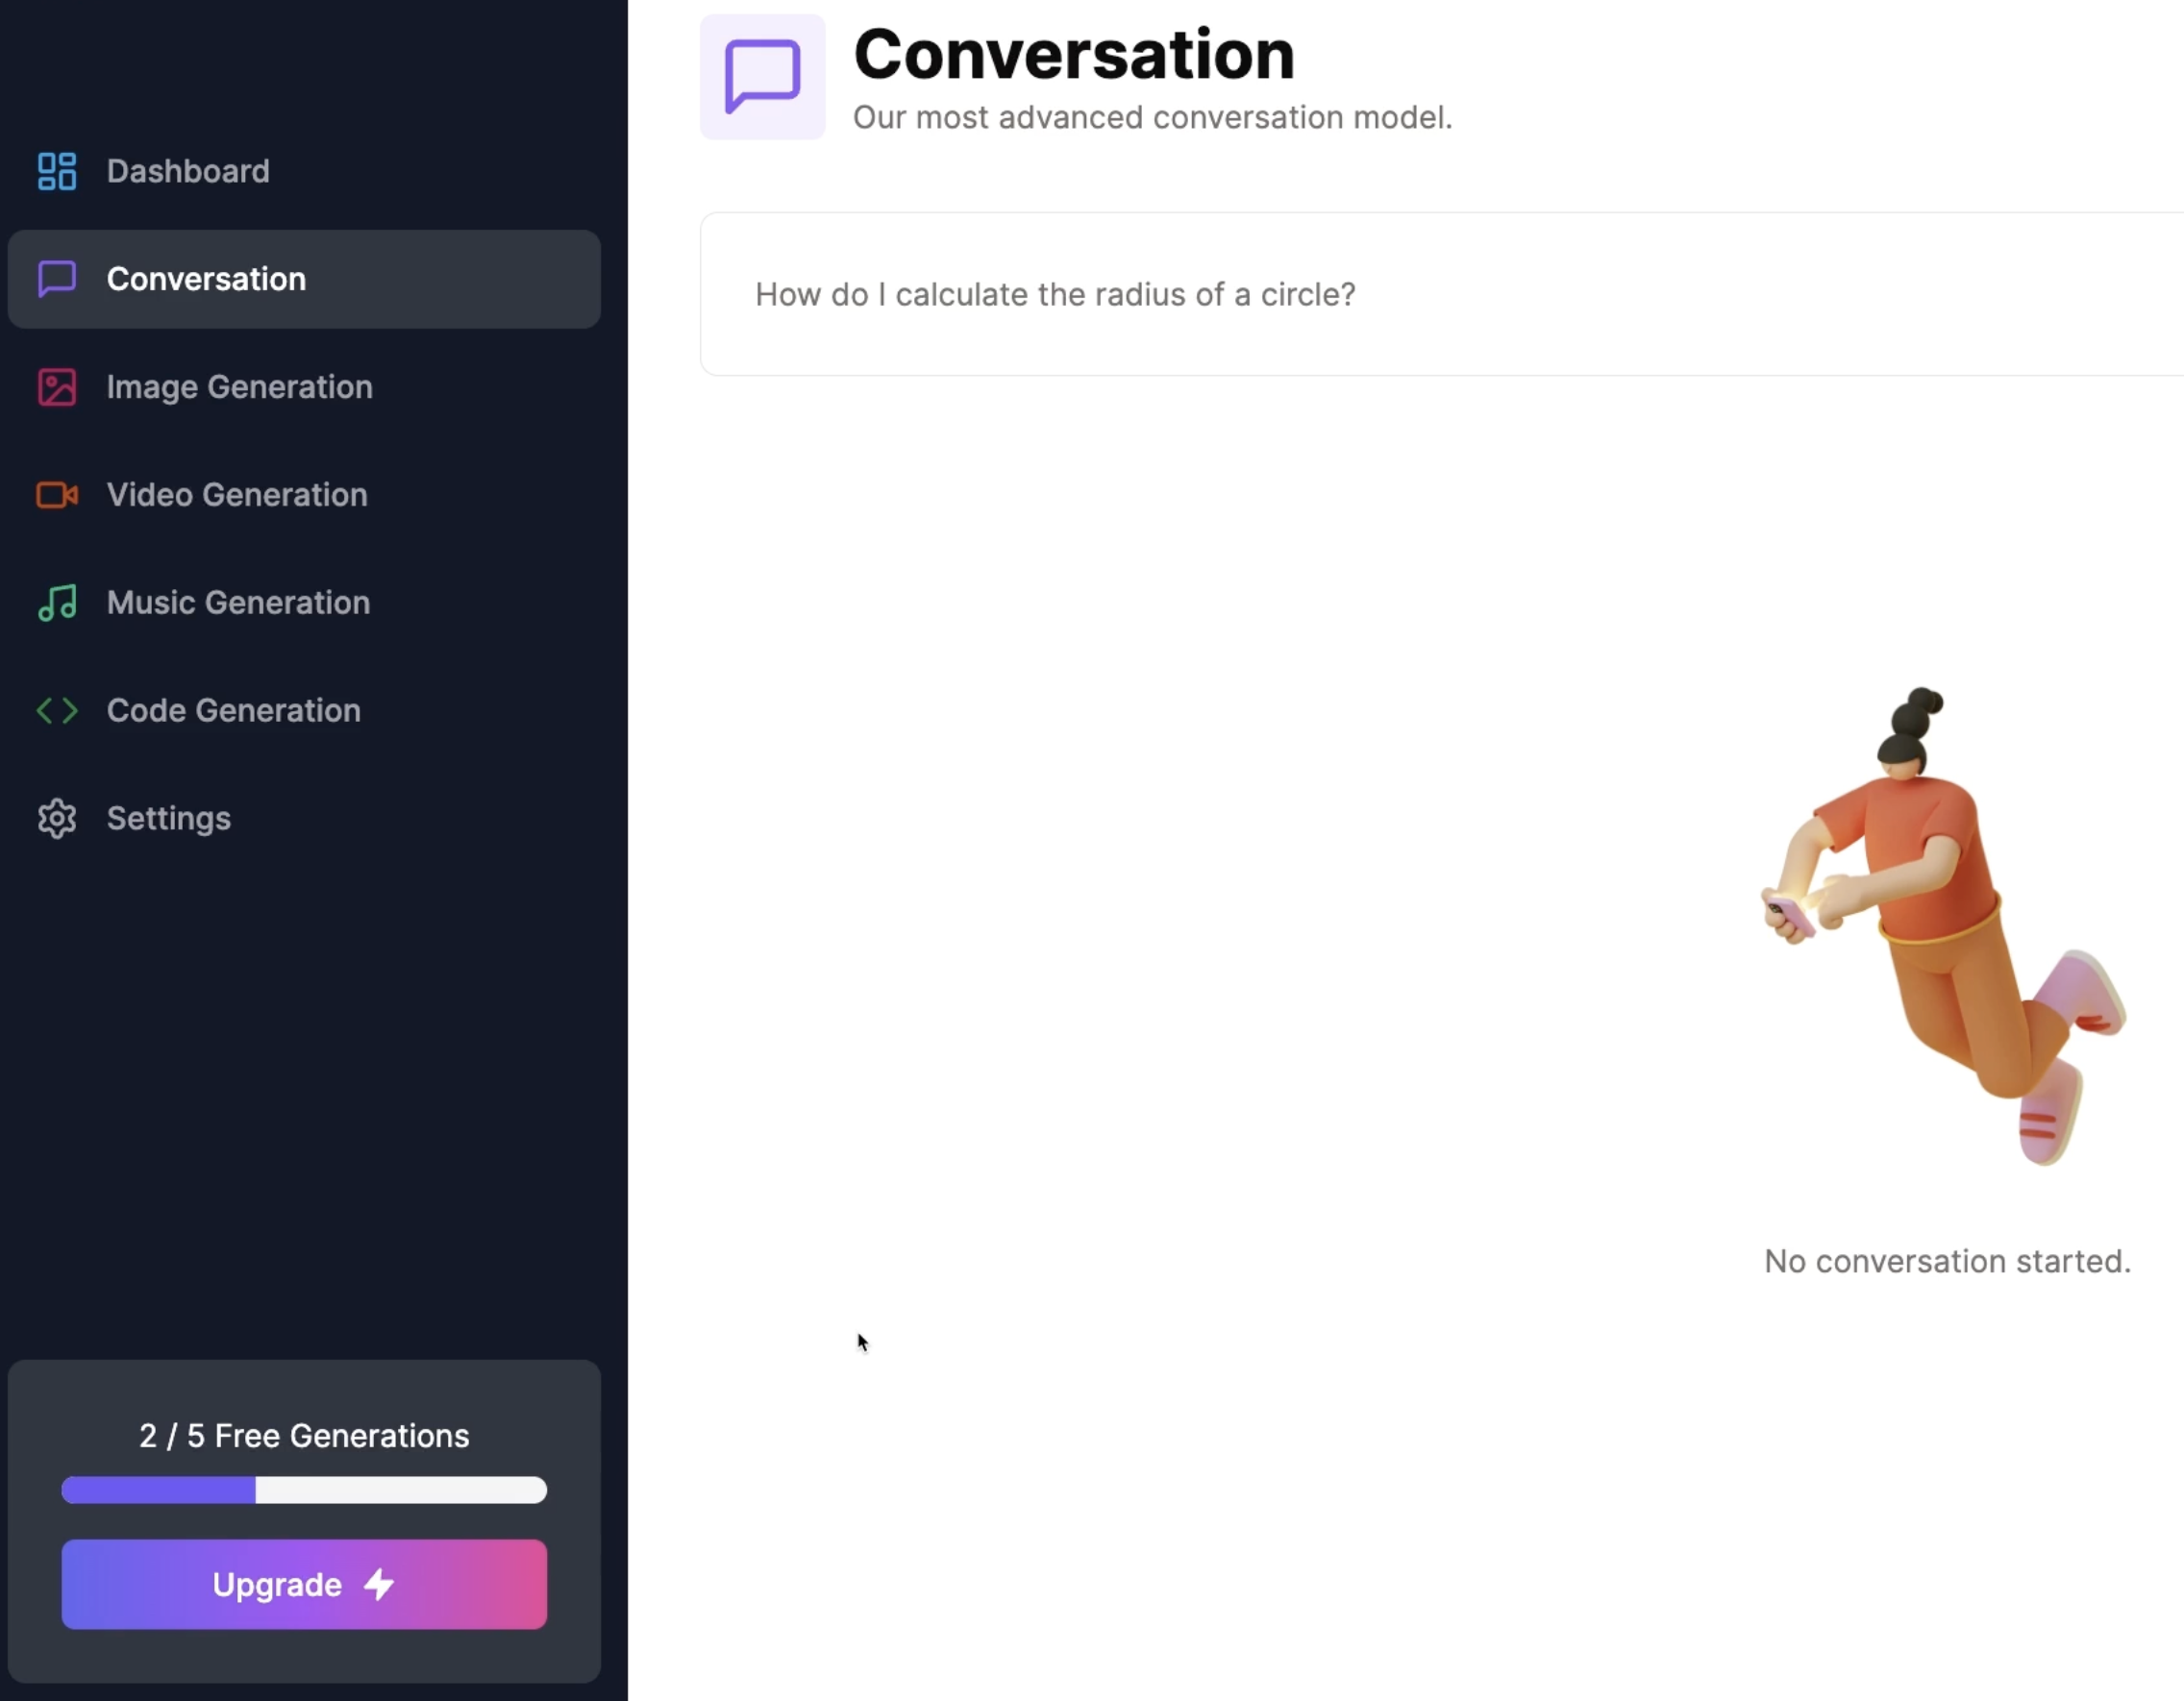 Dashboard
Conversation
Image Generation
Video Generation
Music Generation
Code Generation
Settings
2 / 5 Free Generations
Upgrade
Conversation
Our most advanced conversation model.
How do I calculate the radius of a circle?
No conversation started.